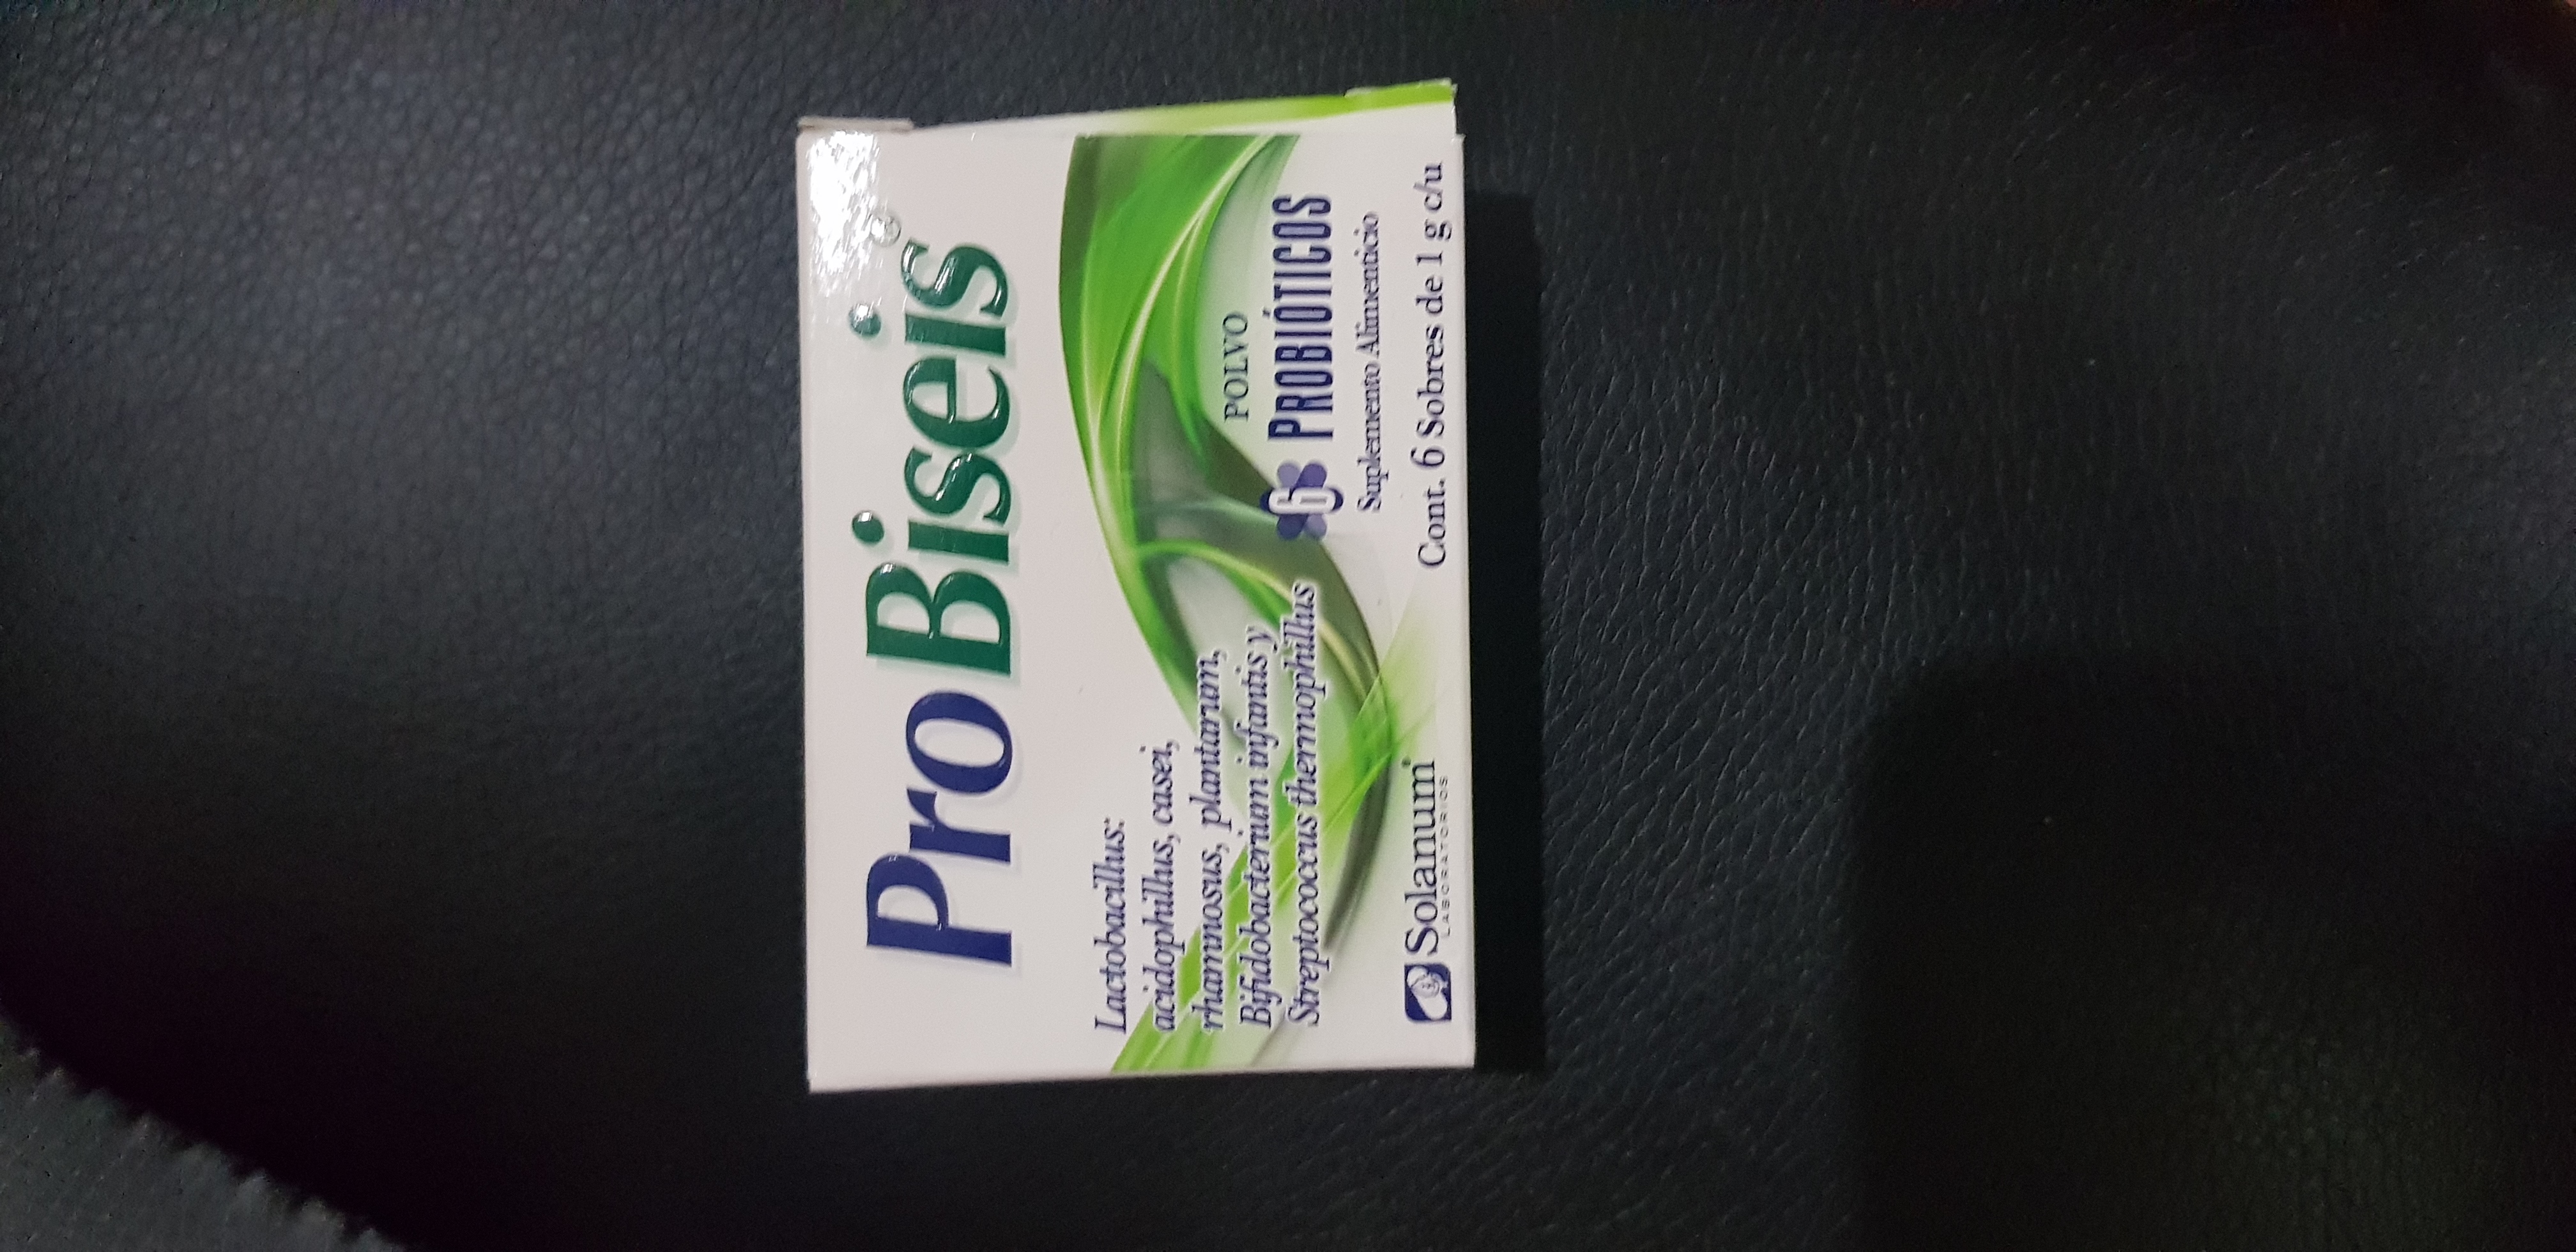 ProBiseis®
Lactobacillus:
acidophillus, casei,
rhamnosus, plantarum,
Bifidobacterium infantis y
Streptococcus thermophillus
POLVO
6 PROBIÓTICOS
Suplemento Alimenticio
Solanum®
LABORATORIOS
Cont. 6 Sobres de 1 g c/u